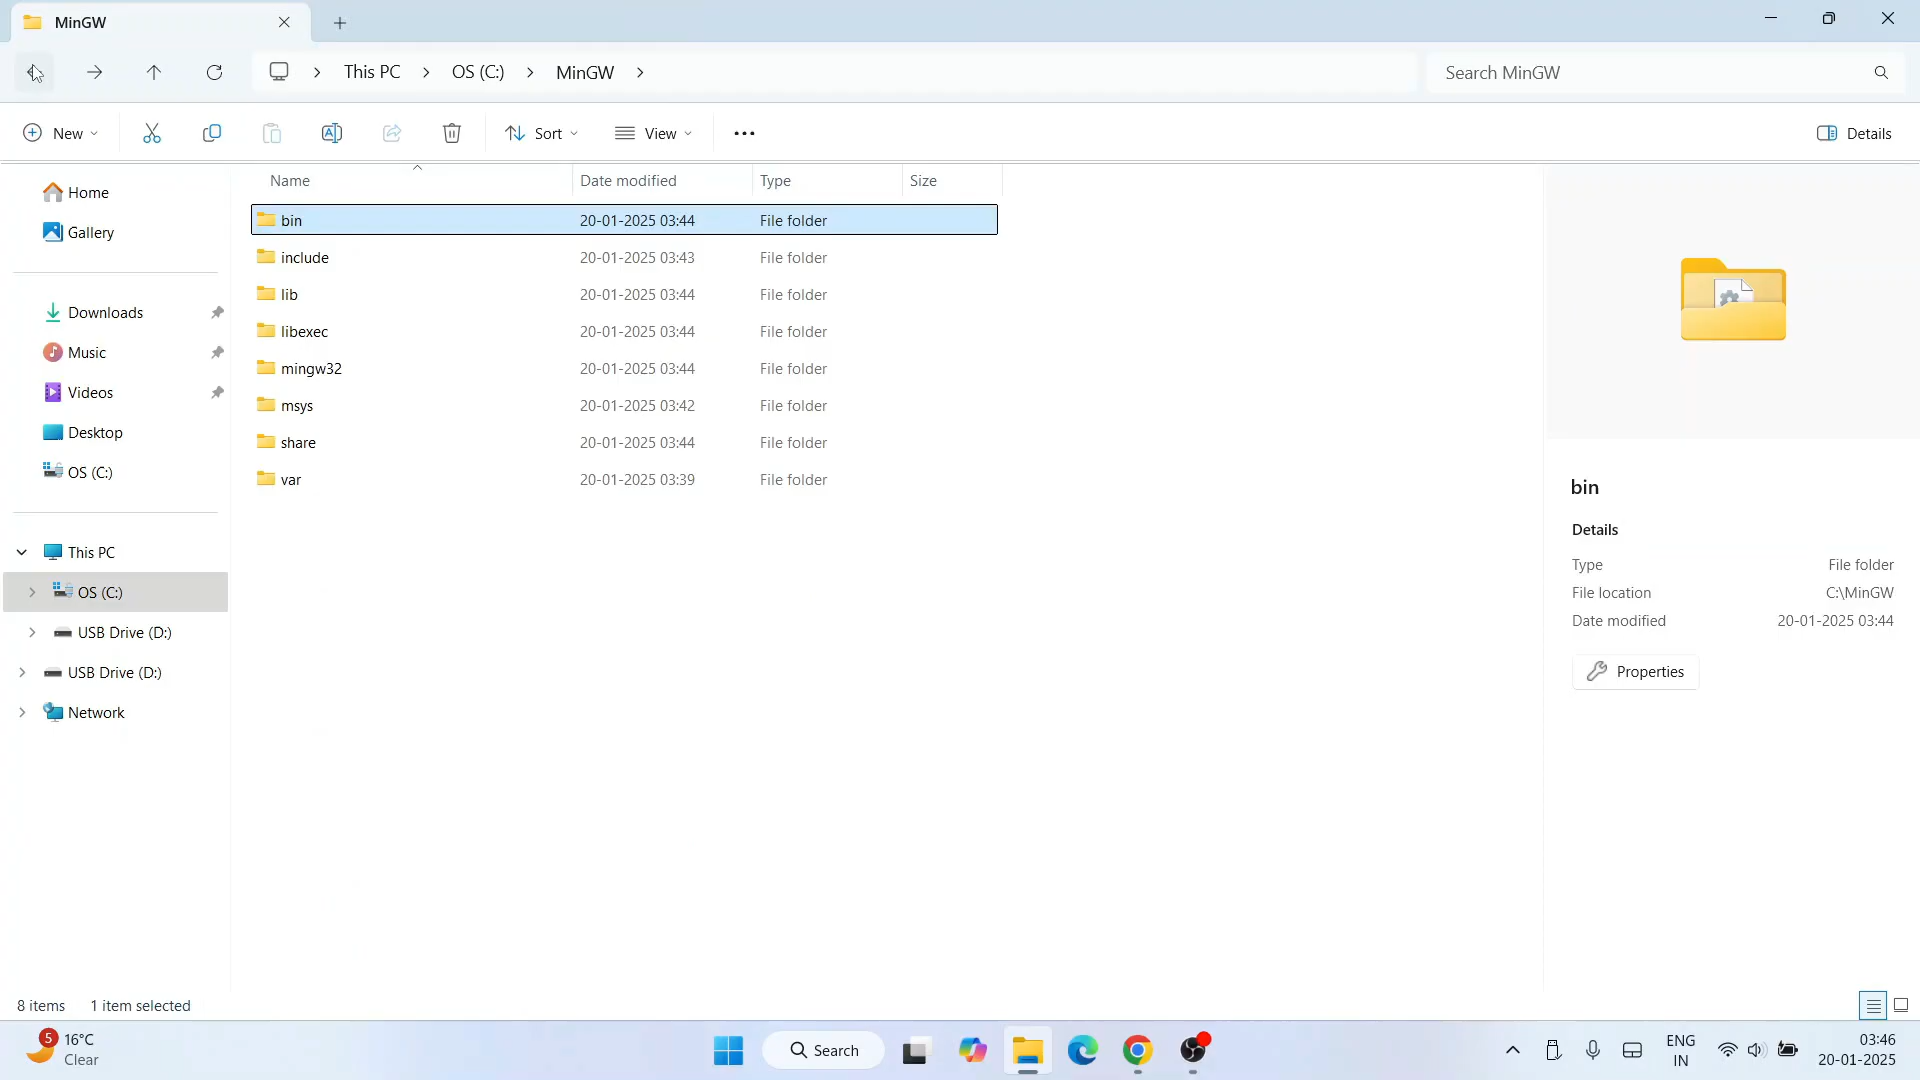 MinGW
This PC > OS (C:) > MinGW >
Search MinGW
New
Sort
View
Details
Home
Gallery
Downloads
Music
Videos
Desktop
OS (C:)
This PC
OS (C:)
USB Drive (D:)
USB Drive (D:)
Network
Name Date modified Type Size
bin 20-01-2025 03:44 File folder
include 20-01-2025 03:43 File folder
lib 20-01-2025 03:44 File folder
libexec 20-01-2025 03:44 File folder
mingw32 20-01-2025 03:44 File folder
msys 20-01-2025 03:42 File folder
share 20-01-2025 03:44 File folder
var 20-01-2025 03:39 File folder
bin
Details
Type File folder
File location C:\MinGW
Date modified 20-01-2025 03:44
Properties
8 items 1 item selected
5
16°C
Clear
Search
ENG
IN
03:46
20-01-2025